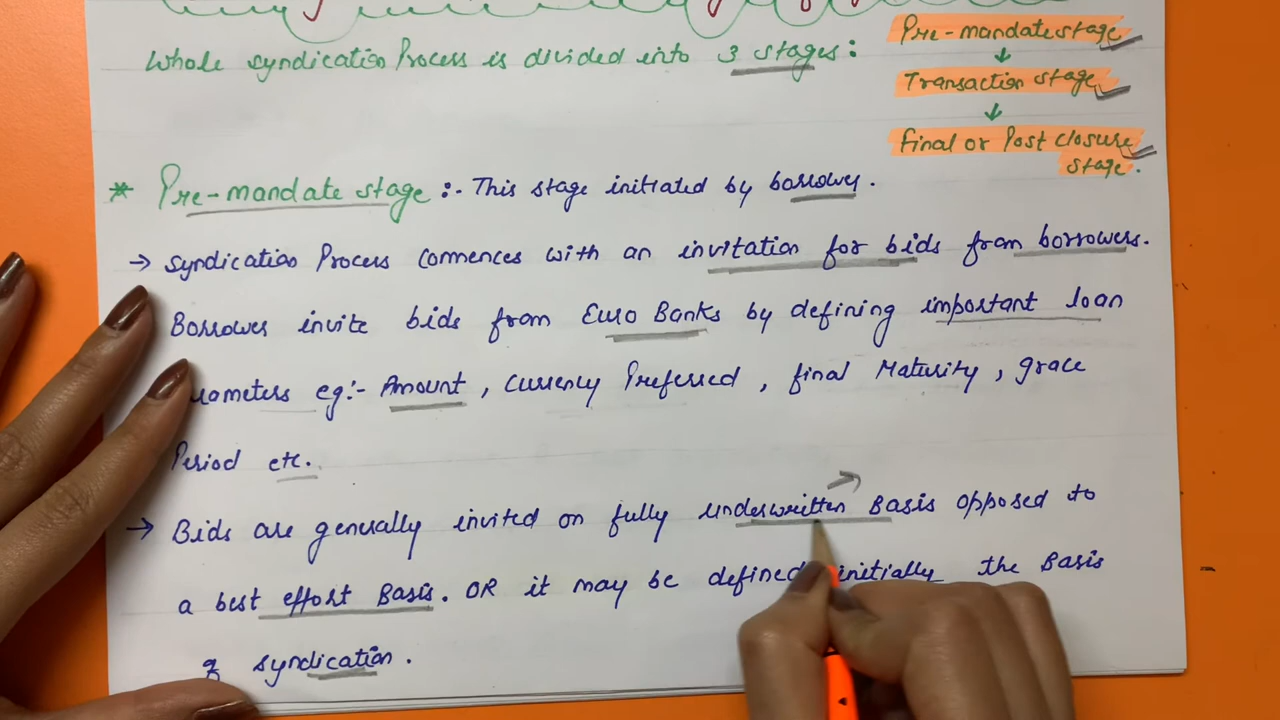 Whole syndication Process is divided into 3 stages :
Pre-mandate stage
↓
Transaction stage
↓
final or Post closure
stage.
* Pre-mandate stage :- This stage initiated by borrower.
→ Syndication Process commences with an invitation for bids from borrowers.
Borrower invite bids from Euro Banks by defining important loan
eg:- Amount, Currency Preferred, final Maturity, grace
Period etc.
→ Bids are generally invited on fully underwritten Basis opposed to
a best effort Basis. OR it may be defined initially the Basis
of syndication.